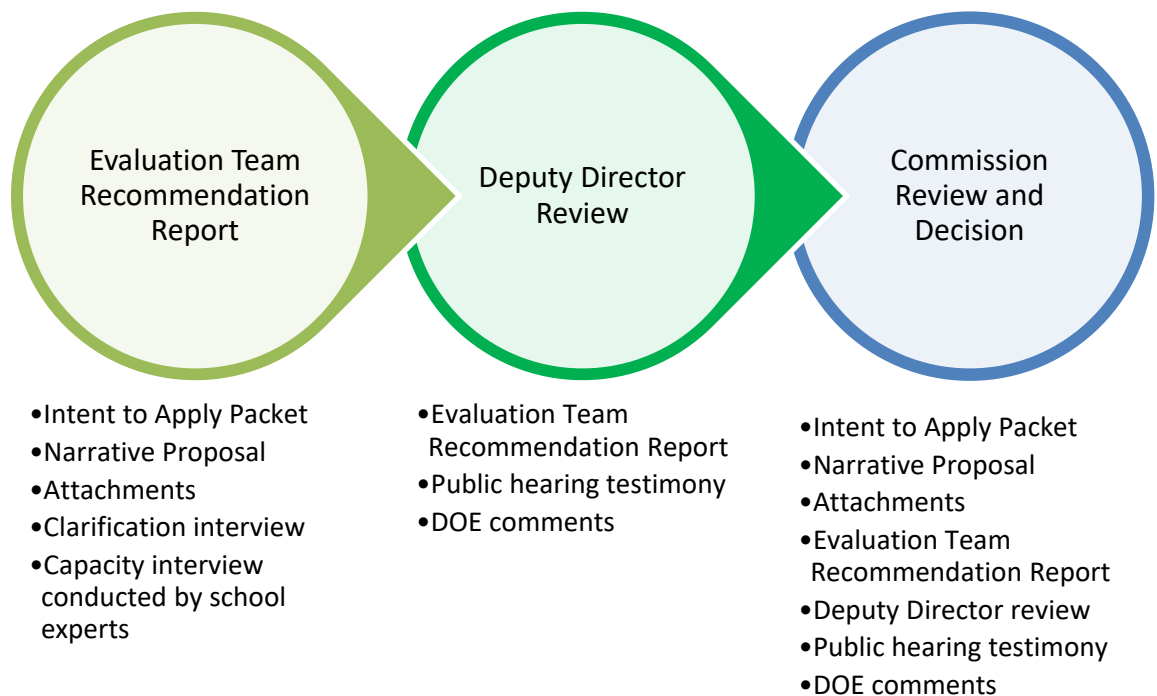 Evaluation Team
Recommendation
Report
Deputy Director
Review
Commission
Review and
Decision
•Intent to Apply Packet
•Narrative Proposal
•Attachments
•Clarification interview
•Capacity interview
conducted by school
experts
•Evaluation Team
Recommendation Report
•Public hearing testimony
•DOE comments
•Intent to Apply Packet
•Narrative Proposal
•Attachments
•Evaluation Team
Recommendation Report
•Deputy Director review
•Public hearing testimony
•DOE comments